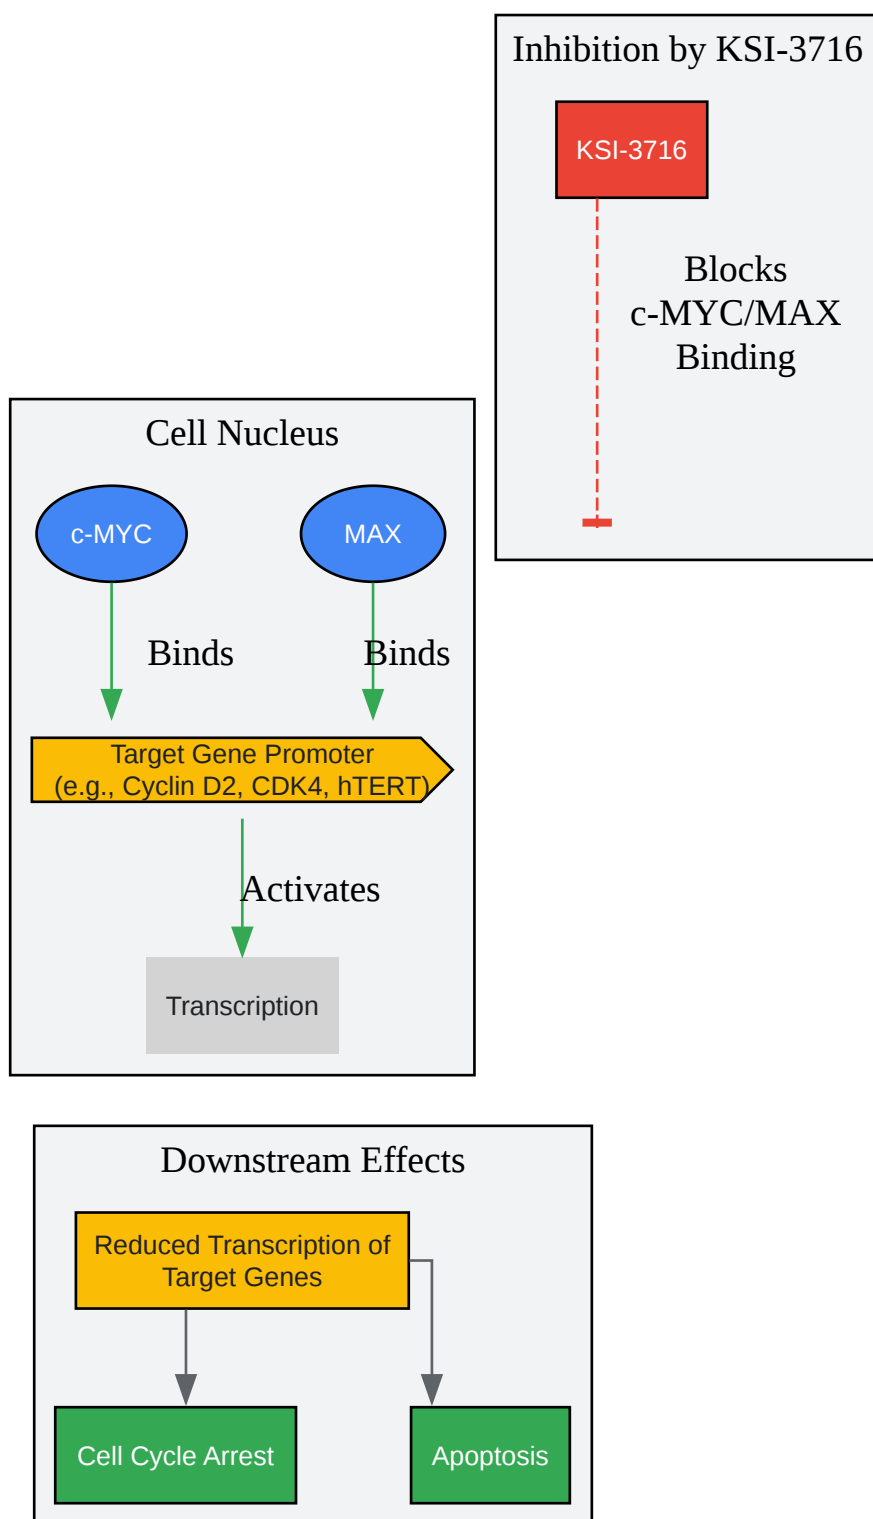 Inhibition by KSI-3716
KSI-3716
Blocks
c-MYC/MAX
Binding
Cell Nucleus
c-MYC
MAX
Binds
Binds
Target Gene Promoter
(e.g., Cyclin D2, CDK4, hTERT)
Activates
Transcription
Downstream Effects
Reduced Transcription of
Target Genes
Cell Cycle Arrest
Apoptosis